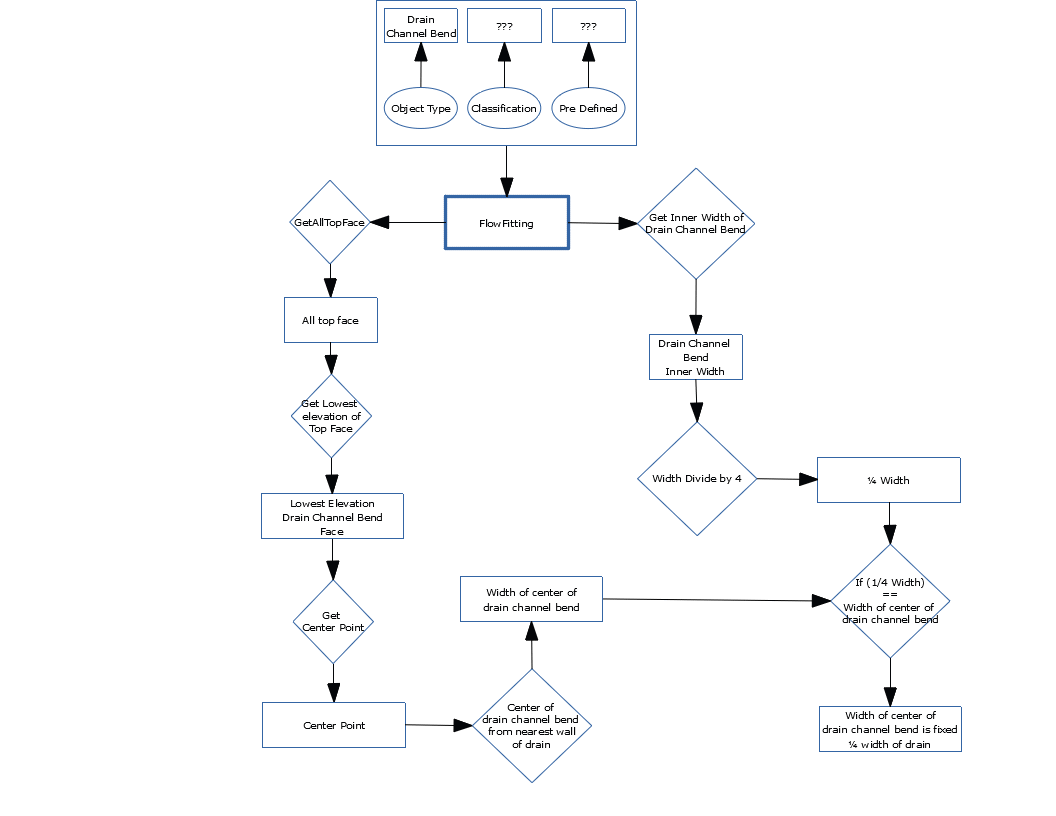 Drain
Channel Bend
???
???
Object Type
Classification
Pre Defined
GetAllTopFace
FlowFitting
Get Inner Width of
Drain Channel Bend
All top face
Drain Channel
Bend
Inner Width
Get Lowest
elevation of
Top Face
Width Divide by 4
¼ Width
Lowest Elevation
Drain Channel Bend
Face
If (1/4 Width)
==
Width of center of
drain channel bend
Width of center of
drain channel bend
Get
Center Point
Center Point
Center of
drain channel bend
from nearest wall
of drain
Width of center of
drain channel bend is fixed
¼ width of drain